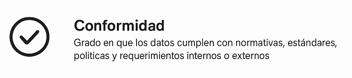 Conformidad
Grado en que los datos cumplen con normativas, estándares,
políticas y requerimientos internos o externos